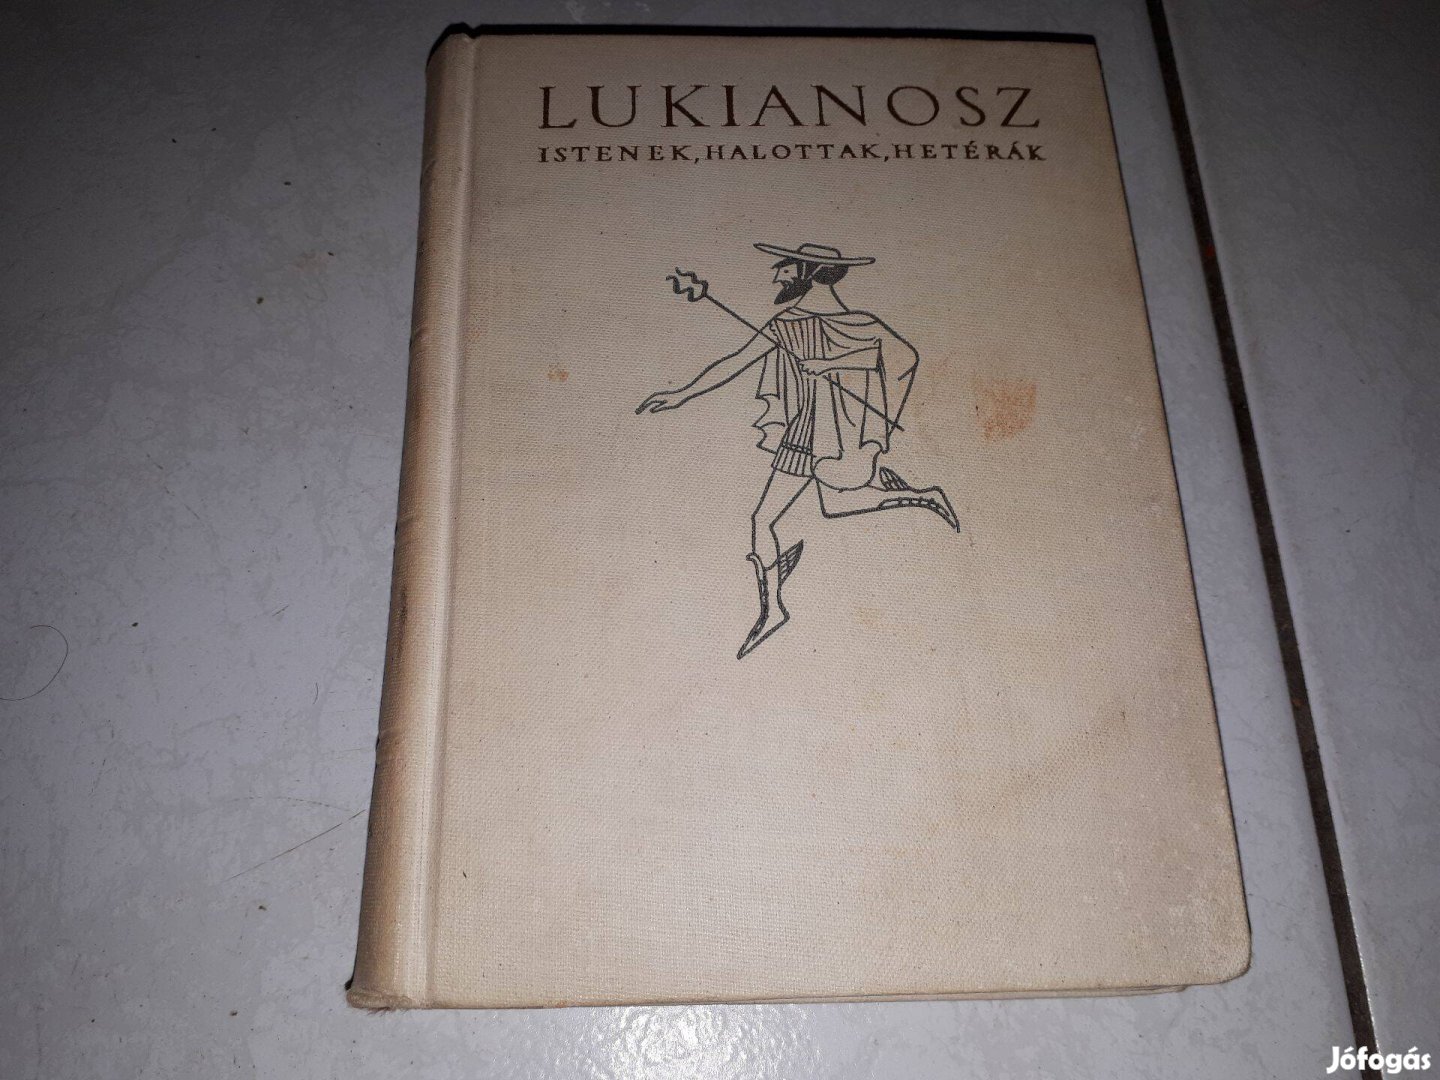 LUKIANOSZ
ISTENEK, HALOTTAK, HETÉRÁK
Jófogás